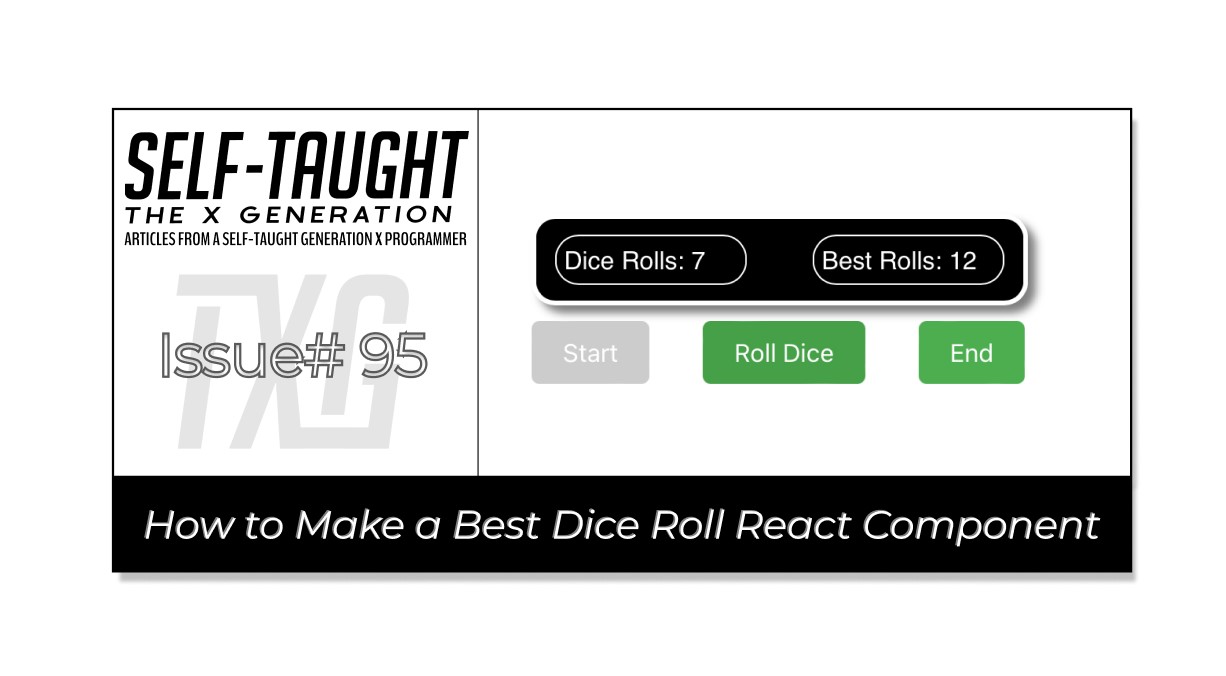 SELF-TAUGHT
THE X GENERATION
ARTICLES FROM A SELF-TAUGHT GENERATION X PROGRAMMER
TXG
Issue# 95
Dice Rolls: 7
Best Rolls: 12
Start
Roll Dice
End
How to Make a Best Dice Roll React Component